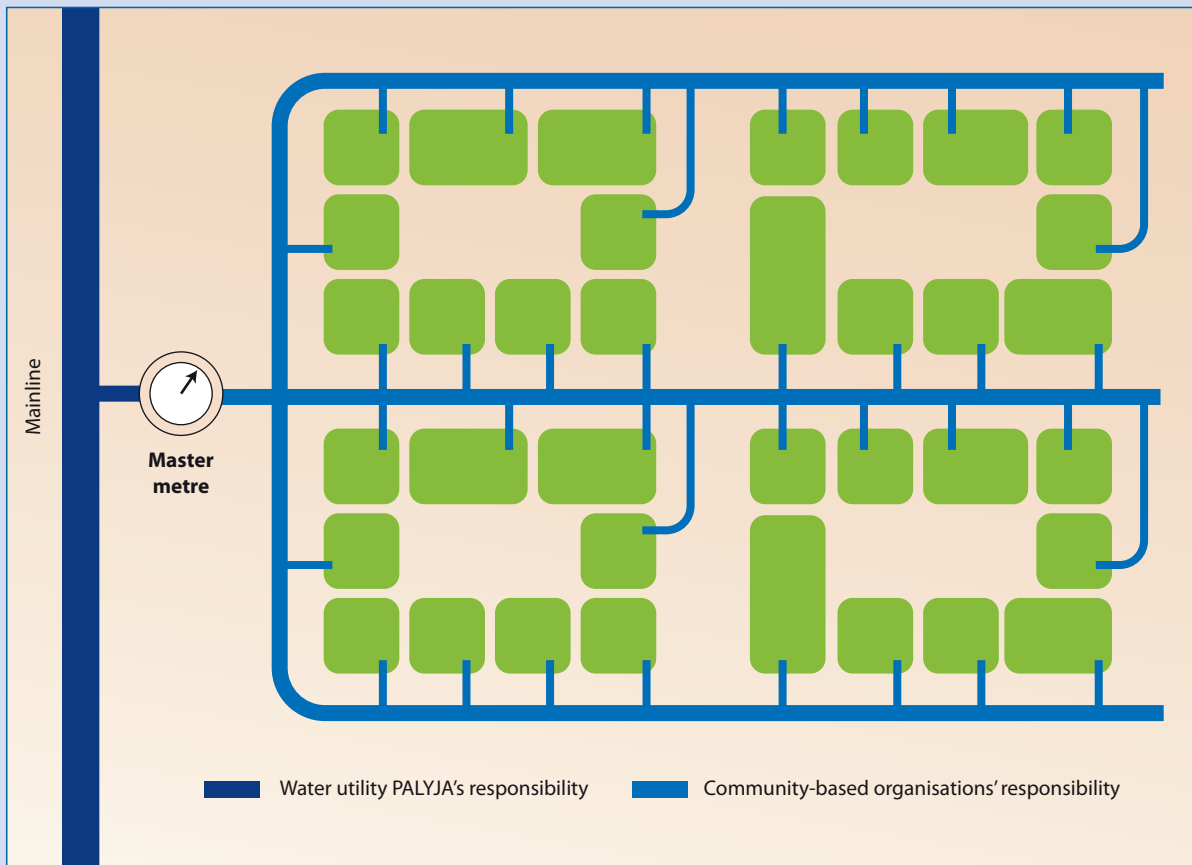 Mainline
Master
metre
Water utility PALYJA’s responsibility
Community-based organisations’ responsibility